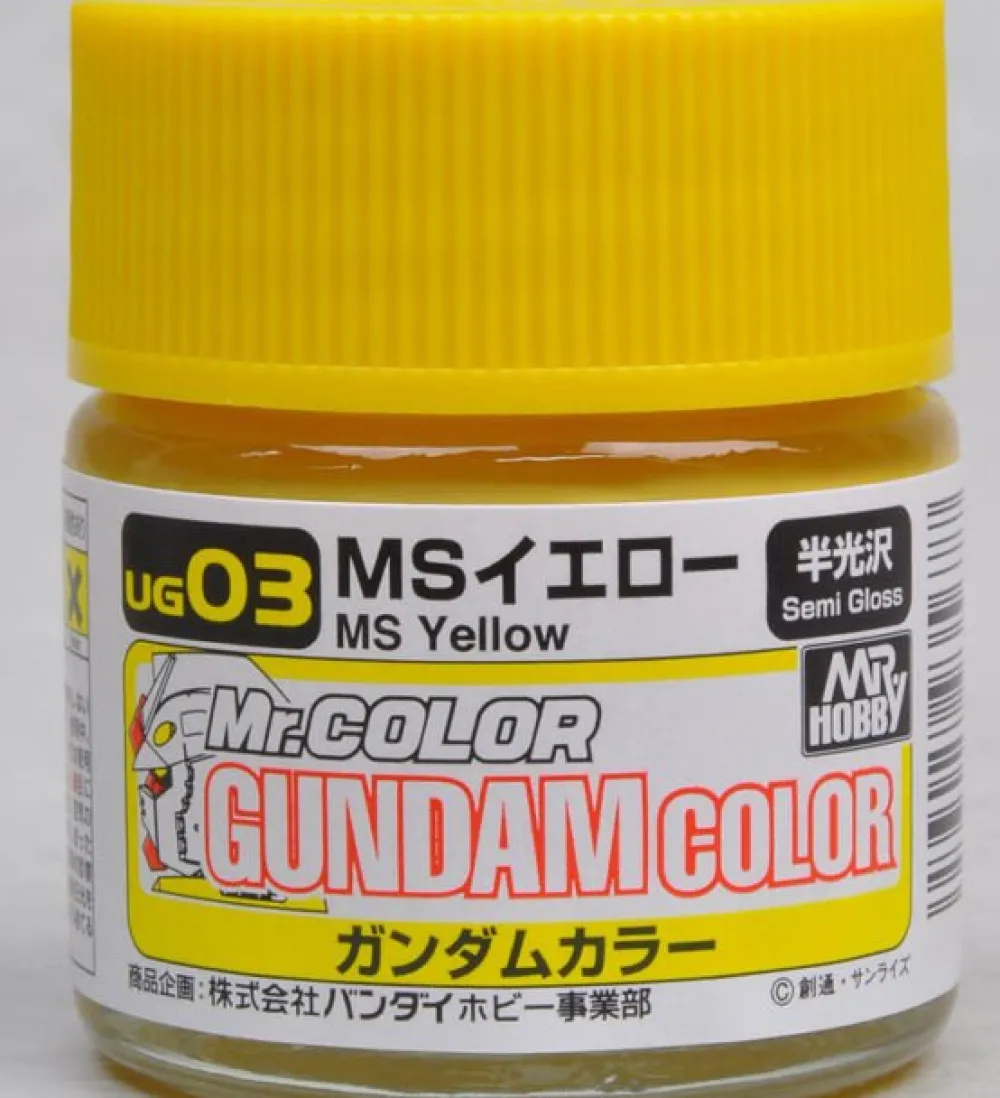 UG03
MSイエロー
MS Yellow
半光沢
Semi Gloss
Mr.COLOR
MR
HOBBY
GUNDAM COLOR
ガンダムカラー
商品企画:株式会社バンダイホビー事業部
©創通・サンライズ